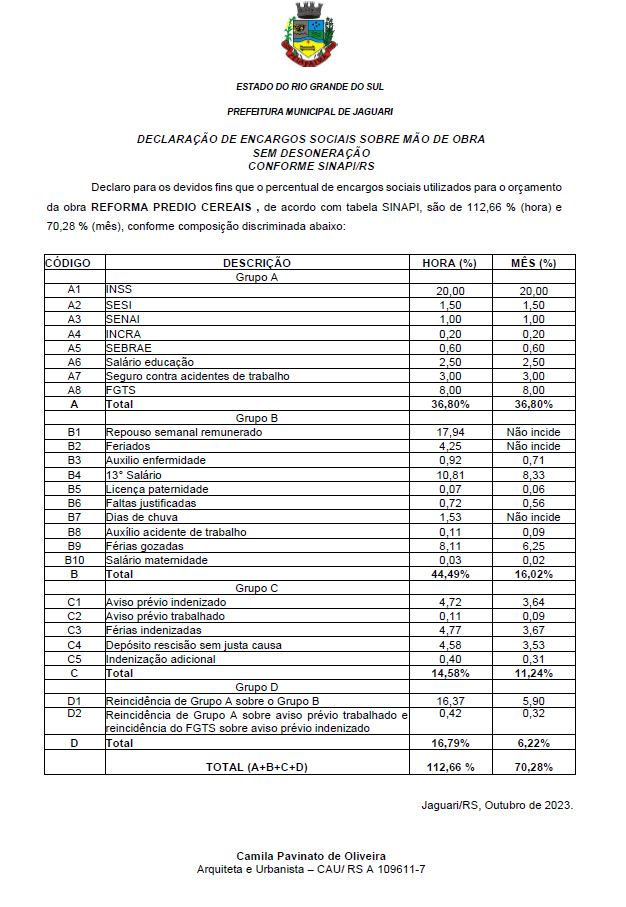 ESTADO DO RIO GRANDE DO SUL
PREFEITURA MUNICIPAL DE JAGUARI
DECLARAÇÃO DE ENCARGOS SOCIAIS SOBRE MÃO DE OBRA
SEM DESONERAÇÃO
CONFORME SINAPI/RS
Declaro para os devidos fins que o percentual de encargos sociais utilizados para o orçamento
da obra REFORMA PREDIO CEREAIS , de acordo com tabela SINAPI, são de 112,66 % (hora) e
70,28 % (mês), conforme composição discriminada abaixo:
CÓDIGO DESCRIÇÃO HORA (%) MÊS (%)
Grupo A
A1 INSS 20,00 20,00
A2 SESI 1,50 1,50
A3 SENAI 1,00 1,00
A4 INCRA 0,20 0,20
A5 SEBRAE 0,60 0,60
A6 Salário educação 2,50 2,50
A7 Seguro contra acidentes de trabalho 3,00 3,00
A8 FGTS 8,00 8,00
A Total 36,80% 36,80%
Grupo B
B1 Repouso semanal remunerado 17,94 Não incide
B2 Feriados 4,25 Não incide
B3 Auxilio enfermidade 0,92 0,71
B4 13° Salário 10,81 8,33
B5 Licença paternidade 0,07 0,06
B6 Faltas justificadas 0,72 0,56
B7 Dias de chuva 1,53 Não incide
B8 Auxílio acidente de trabalho 0,11 0,09
B9 Férias gozadas 8,11 6,25
B10 Salário maternidade 0,03 0,02
B Total 44,49% 16,02%
Grupo C
C1 Aviso prévio indenizado 4,72 3,64
C2 Aviso prévio trabalhado 0,11 0,09
C3 Férias indenizadas 4,77 3,67
C4 Depósito rescisão sem justa causa 4,58 3,53
C5 Indenização adicional 0,40 0,31
C Total 14,58% 11,24%
Grupo D
D1 Reincidência de Grupo A sobre o Grupo B 16,37 5,90
D2 Reincidência de Grupo A sobre aviso prévio trabalhado e 0,42 0,32
reincidência do FGTS sobre aviso prévio indenizado
D Total 16,79% 6,22%
TOTAL (A+B+C+D) 112,66 % 70,28%
Jaguari/RS, Outubro de 2023.
Camila Pavinato de Oliveira
Arquiteta e Urbanista – CAU/ RS A 109611-7